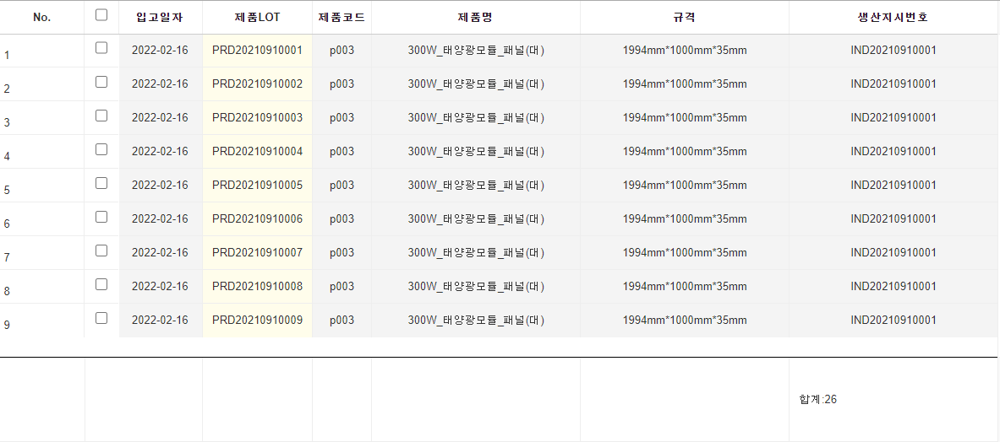 No. 입고일자 제품LOT 제품코드 제품명 규격 생산지시번호
1 2022-02-16 PRD20210910001 p003 300W_태양광모듈_패널(대) 1994mm*1000mm*35mm IND20210910001
2 2022-02-16 PRD20210910002 p003 300W_태양광모듈_패널(대) 1994mm*1000mm*35mm IND20210910001
3 2022-02-16 PRD20210910003 p003 300W_태양광모듈_패널(대) 1994mm*1000mm*35mm IND20210910001
4 2022-02-16 PRD20210910004 p003 300W_태양광모듈_패널(대) 1994mm*1000mm*35mm IND20210910001
5 2022-02-16 PRD20210910005 p003 300W_태양광모듈_패널(대) 1994mm*1000mm*35mm IND20210910001
6 2022-02-16 PRD20210910006 p003 300W_태양광모듈_패널(대) 1994mm*1000mm*35mm IND20210910001
7 2022-02-16 PRD20210910007 p003 300W_태양광모듈_패널(대) 1994mm*1000mm*35mm IND20210910001
8 2022-02-16 PRD20210910008 p003 300W_태양광모듈_패널(대) 1994mm*1000mm*35mm IND20210910001
9 2022-02-16 PRD20210910009 p003 300W_태양광모듈_패널(대) 1994mm*1000mm*35mm IND20210910001
합계:26